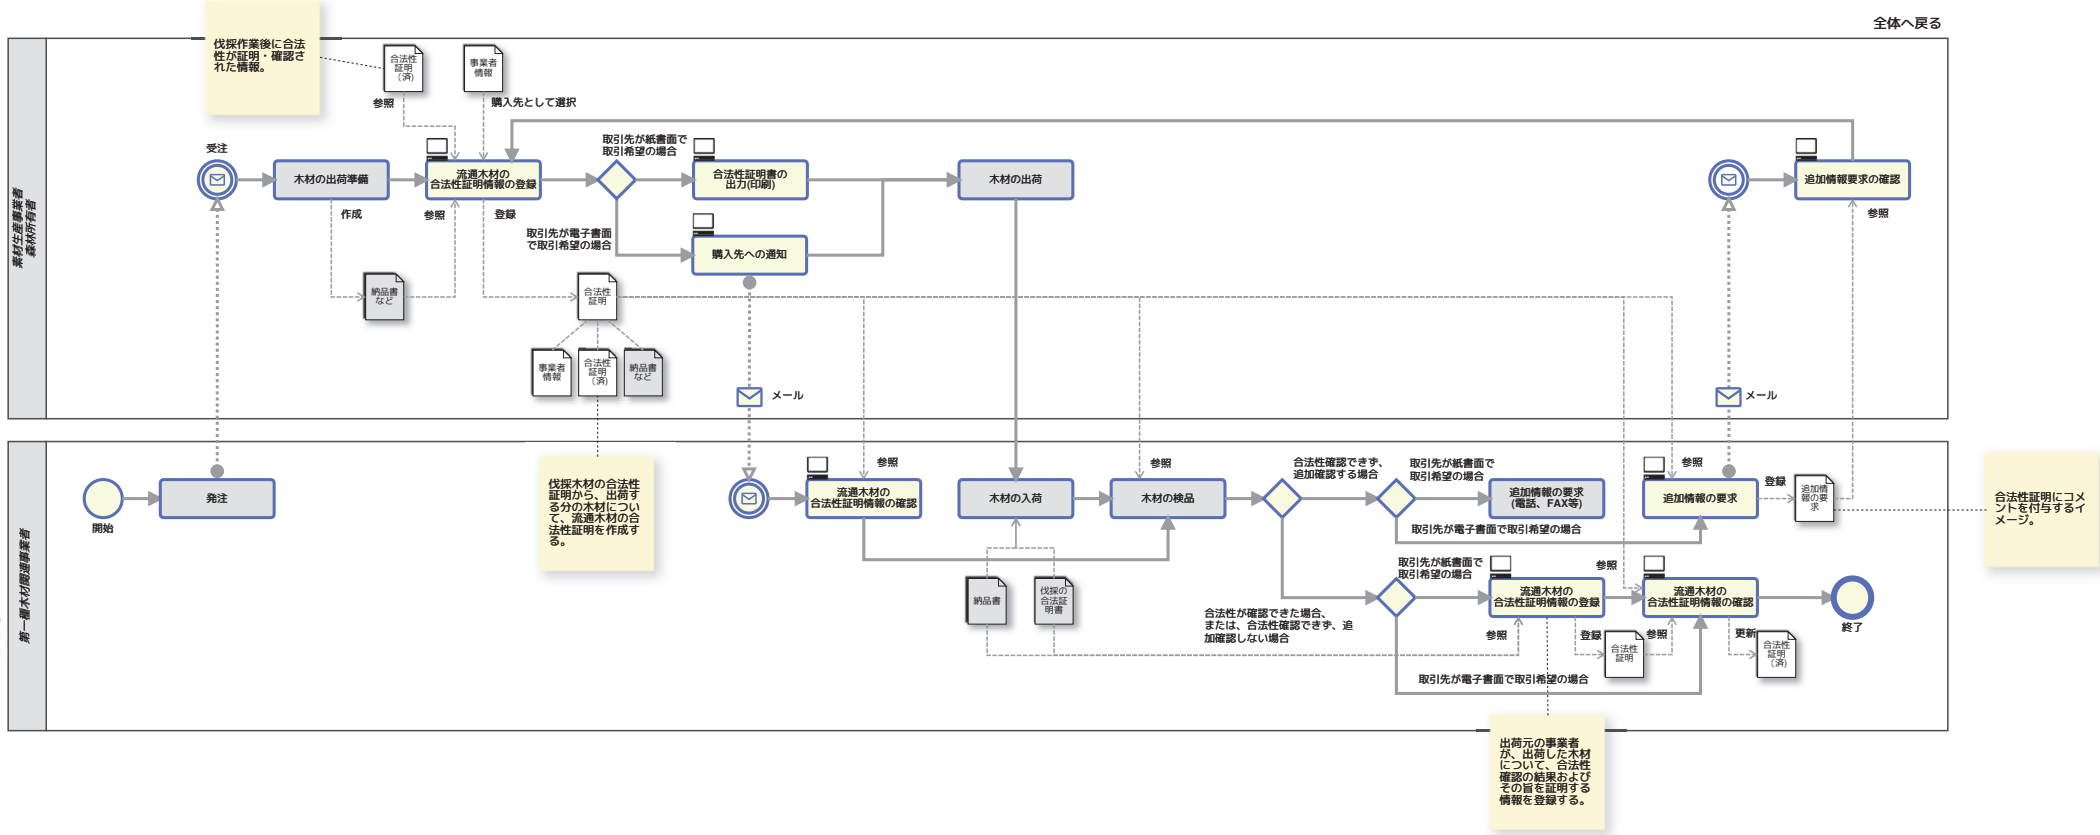 全体へ戻る
伐採作業後に合法
性が証明・確認さ
れた情報。
合法性
証明
（済）
事業者
情報
参照
購入先として選択
素材生産事業者
森林所有者
受注
木材の出荷準備
流通木材の
合法性証明情報の登録
取引先が紙書面で
取引希望の場合
合法性証明書の
出力(印刷)
木材の出荷
追加情報要求の確認
作成
参照
登録
取引先が電子書面
で取引希望の場合
購入先への通知
参照
納品書
など
合法性
証明
事業者
情報
合法性
証明
（済）
納品書
など
メール
メール
第一種木材関連事業者
開始
発注
伐採木材の合法性
証明から、出荷す
る分の木材につい
て、流通木材の合
法性証明を作成す
る。
参照
流通木材の
合法性証明情報の確認
木材の入荷
参照
木材の検品
合法性確認できず、
追加確認する場合
取引先が紙書面で
取引希望の場合
追加情報の要求
(電話、FAX等)
参照
追加情報の要求
登録
追加情
報の要
求
合法性証明にコメ
ントを付与するイ
メージ。
取引先が電子書面で取引希望の場合
納品書
伐採の
合法証
明書
取引先が紙書面で
取引希望の場合
流通木材の
合法性証明情報の登録
参照
流通木材の
合法性証明情報の確認
終了
合法性が確認できた場合、
または、合法性確認できず、追
加確認しない場合
参照
登録
合法性
証明
参照
更新
合法性
証明
（済）
取引先が電子書面で取引希望の場合
出荷元の事業者
が、出荷した木材
について、合法性
確認の結果および
その旨を証明する
情報を登録する。